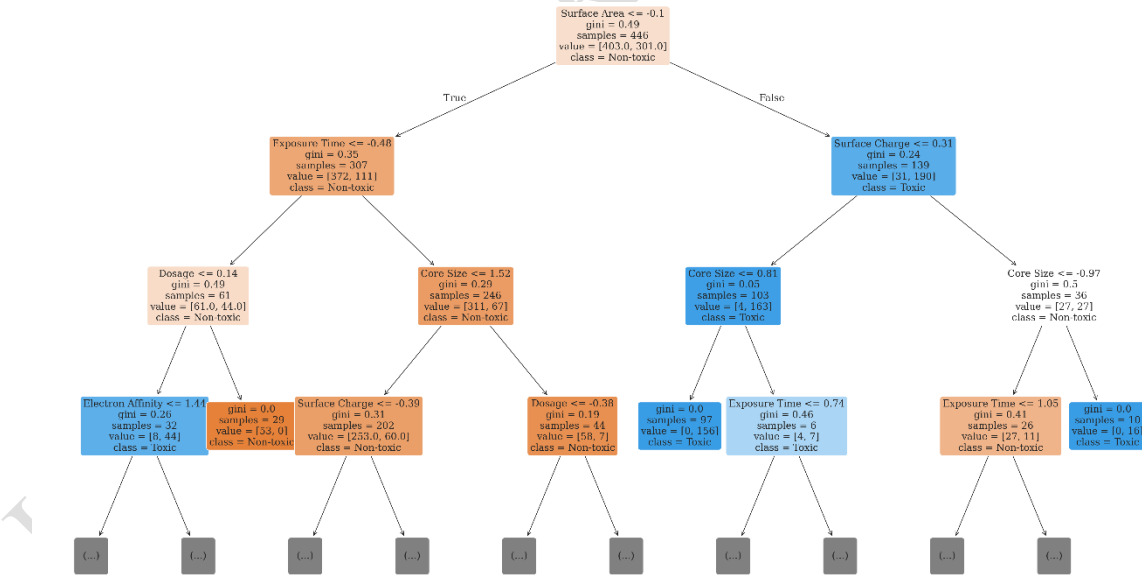 Surface Area <= -0.1
gini = 0.49
samples = 446
value = [403.0, 301.0]
class = Non-toxic
True
False
Exposure Time <= -0.48
gini = 0.35
samples = 307
value = [372, 111]
class = Non-toxic
Surface Charge <= 0.31
gini = 0.24
samples = 139
value = [31, 190]
class = Toxic
Dosage <= 0.14
gini = 0.49
samples = 61
value = [61.0, 44.0]
class = Non-toxic
Core Size <= 1.52
gini = 0.29
samples = 246
value = [311, 67]
class = Non-toxic
Core Size <= 0.81
gini = 0.05
samples = 103
value = [4, 163]
class = Toxic
Core Size <= -0.97
gini = 0.5
samples = 36
value = [27, 27]
class = Non-toxic
Electron Affinity <= 1.44
gini = 0.26
samples = 32
value = [8, 44]
class = Toxic
gini = 0.0
samples = 29
value = [53, 0]
class = Non-toxic
Surface Charge <= -0.39
gini = 0.31
samples = 202
value = [253.0, 60.0]
class = Non-toxic
Dosage <= -0.38
gini = 0.19
samples = 44
value = [58, 7]
class = Non-toxic
gini = 0.0
samples = 97
value = [0, 156]
class = Toxic
Exposure Time <= 0.74
gini = 0.46
samples = 6
value = [4, 7]
class = Toxic
Exposure Time <= 1.05
gini = 0.41
samples = 26
value = [27, 11]
class = Non-toxic
gini = 0.0
samples = 10
value = [0, 16]
class = Toxic
(...)
(...)
(...)
(...)
(...)
(...)
(...)
(...)
(...)
(...)